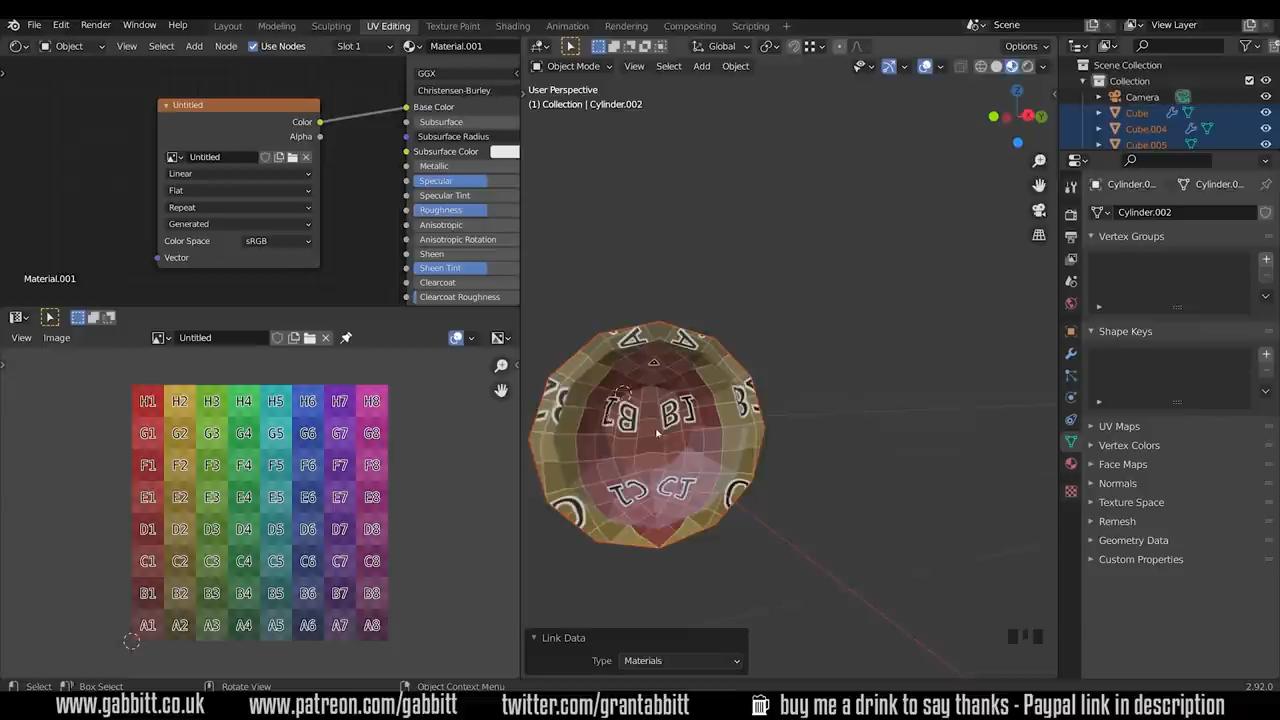 File Edit Render Window Help Layout Modeling Sculpting UV Editing Texture Paint Shading Animation Rendering Compositing Scripting + Scene View Layer
Object View Select Add Node Use Nodes Slot 1 Material.001 Global Options
Object Mode View Select Add Object
User Perspective
(1) Collection | Cylinder.002
Untitled
Color
Alpha
Untitled
Linear
Flat
Repeat
Generated
Color Space sRGB
Vector
Material.001
GGX
Christensen-Burley
Base Color
Subsurface
Subsurface Radius
Subsurface Color
Metallic
Specular
Specular Tint
Roughness
Anisotropic
Anisotropic Rotation
Sheen
Sheen Tint
Clearcoat
Clearcoat Roughness
Scene Collection
Collection
Camera
Cube
Cube.004
Cube.005
Cylinder.0... Cylinder.0...
Cylinder.002
Vertex Groups
Shape Keys
UV Maps
Vertex Colors
Face Maps
Normals
Texture Space
Remesh
Geometry Data
Custom Properties
View Image Untitled
H1 H2 H3 H4 H5 H6 H7 H8
G1 G2 G3 G4 G5 G6 G7 G8
F1 F2 F3 F4 F5 F6 F7 F8
E1 E2 E3 E4 E5 E6 E7 E8
D1 D2 D3 D4 D5 D6 D7 D8
C1 C2 C3 C4 C5 C6 C7 C8
B1 B2 B3 B4 B5 B6 B7 B8
A1 A2 A3 A4 A5 A6 A7 A8
Link Data
Type Materials
Select Box Select Rotate View Object Context Menu 2.92.0
www.gabbitt.co.uk www.patreon.com/gabbitt twitter.com/grantabbitt buy me a drink to say thanks - Paypal link in description